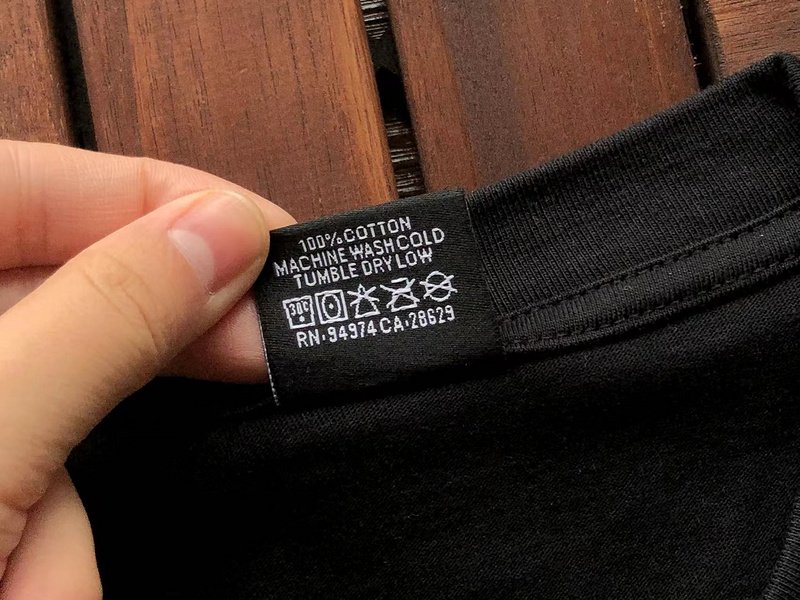 100% COTTON
MACHINE WASH COLD
TUMBLE DRY LOW
30°C
RN:94974 CA:28629